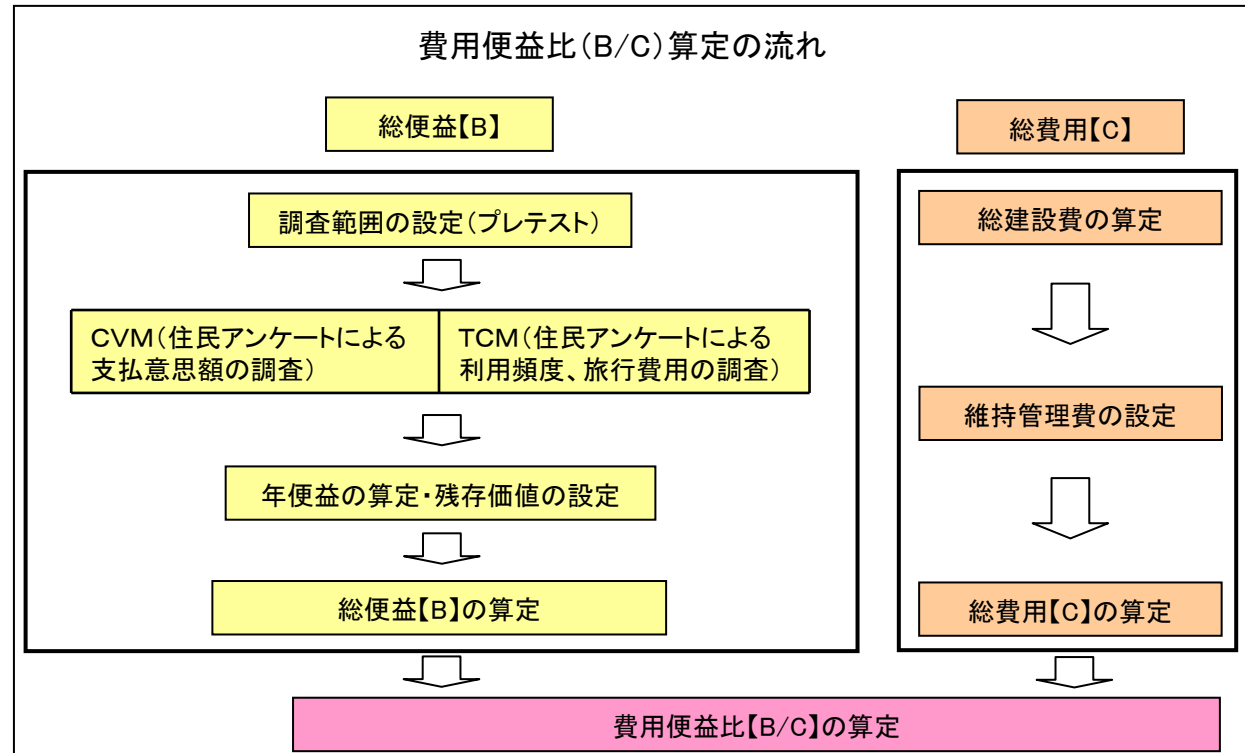 費用便益比(B/C)算定の流れ
総便益【B】
調査範囲の設定(プレテスト)
CVM(住民アンケートによる
支払意思額の調査)
TCM(住民アンケートによる
利用頻度、旅行費用の調査)
年便益の算定・残存価値の設定
総便益【B】の算定
総費用【C】
総建設費の算定
維持管理費の設定
総費用【C】の算定
費用便益比【B/C】の算定